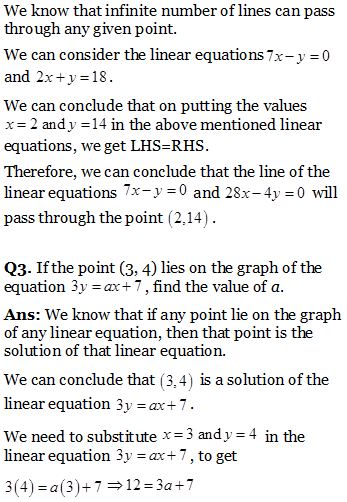 We know that infinite number of lines can pass
through any given point.
We can consider the linear equations 7x − y = 0
and 2x + y = 18.
We can conclude that on putting the values
x = 2 and y = 14 in the above mentioned linear
equations, we get LHS=RHS.
Therefore, we can conclude that the line of the
linear equations 7x − y = 0 and 28x − 4y = 0 will
pass through the point (2,14).
Q3. If the point (3, 4) lies on the graph of the
equation 3y = ax + 7, find the value of a.
Ans: We know that if any point lie on the graph
of any linear equation, then that point is the
solution of that linear equation.
We can conclude that (3,4) is a solution of the
linear equation 3y = ax + 7.
We need to substitute x = 3 and y = 4 in the
linear equation 3y = ax + 7, to get
3(4) = a(3) + 7 ⇒ 12 = 3a + 7